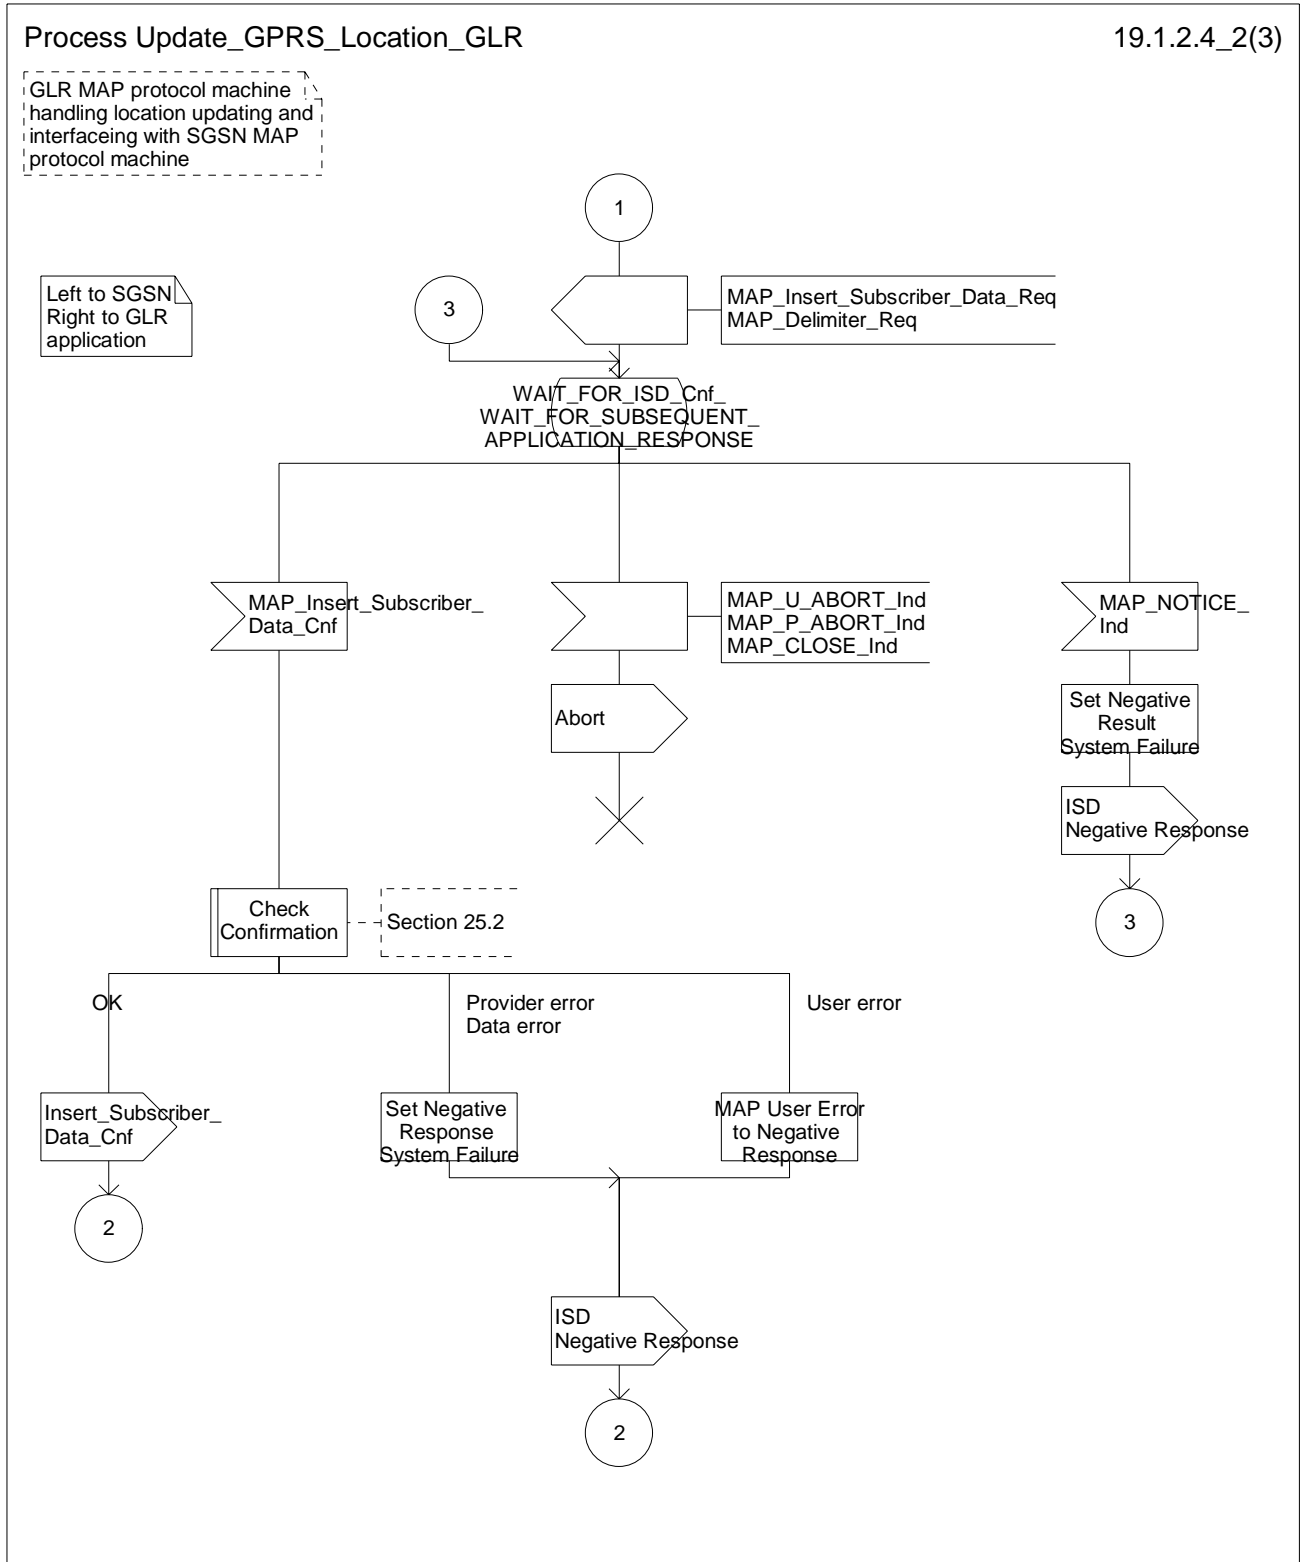 Process Update_GPRS_Location_GLR
19.1.2.4_2(3)
GLR MAP protocol machine
handling location updating and
interfaceing with SGSN MAP
protocol machine
1
Left to SGSN
Right to GLR
application
3
MAP_Insert_Subscriber_Data_Req
MAP_Delimiter_Req
WAIT_FOR_ISD_Cnf_
WAIT_FOR_SUBSEQUENT_
APPLICATION_RESPONSE
MAP_Insert_Subscriber_
Data_Cnf
MAP_U_ABORT_Ind
MAP_P_ABORT_Ind
MAP_CLOSE_Ind
MAP_NOTICE_
Ind
Abort
Set Negative
Result
System Failure
ISD
Negative Response
3
Check
Confirmation
Section 25.2
OK
Provider error
Data error
User error
Insert_Subscriber_
Data_Cnf
Set Negative
Response
System Failure
MAP User Error
to Negative
Response
2
ISD
Negative Response
2